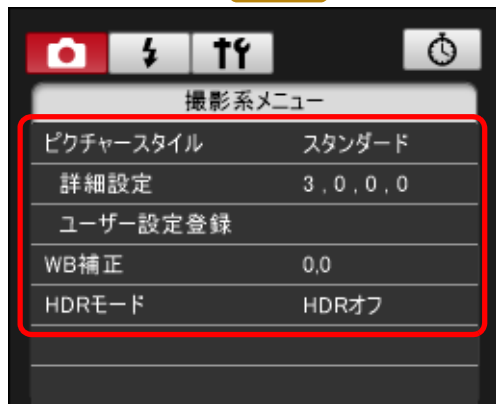 撮影系メニュー
ピクチャースタイル スタンダード
詳細設定 3,0,0,0
ユーザー設定登録
WB補正 0,0
HDRモード HDRオフ